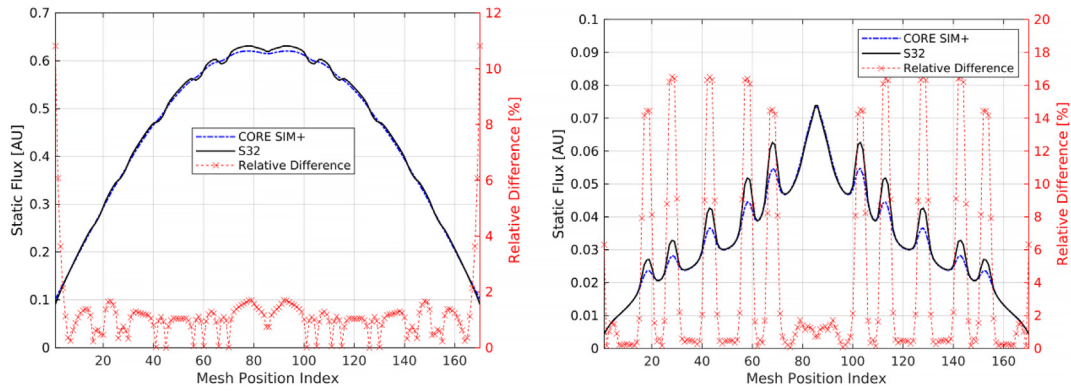 0.7
0.6
0.5
0.4
0.3
0.2
0.1
0
Static Flux [AU]
20 40 60 80 100 120 140 160
Mesh Position Index
12
10
8
6
4
2
0
Relative Difference [%]
CORE SIM+
S32
Relative Difference
0.1
0.09
0.08
0.07
0.06
0.05
0.04
0.03
0.02
0.01
0
Static Flux [AU]
20 40 60 80 100 120 140 160
Mesh Position Index
20
18
16
14
12
10
8
6
4
2
0
Relative Difference [%]
CORE SIM+
S32
Relative Difference